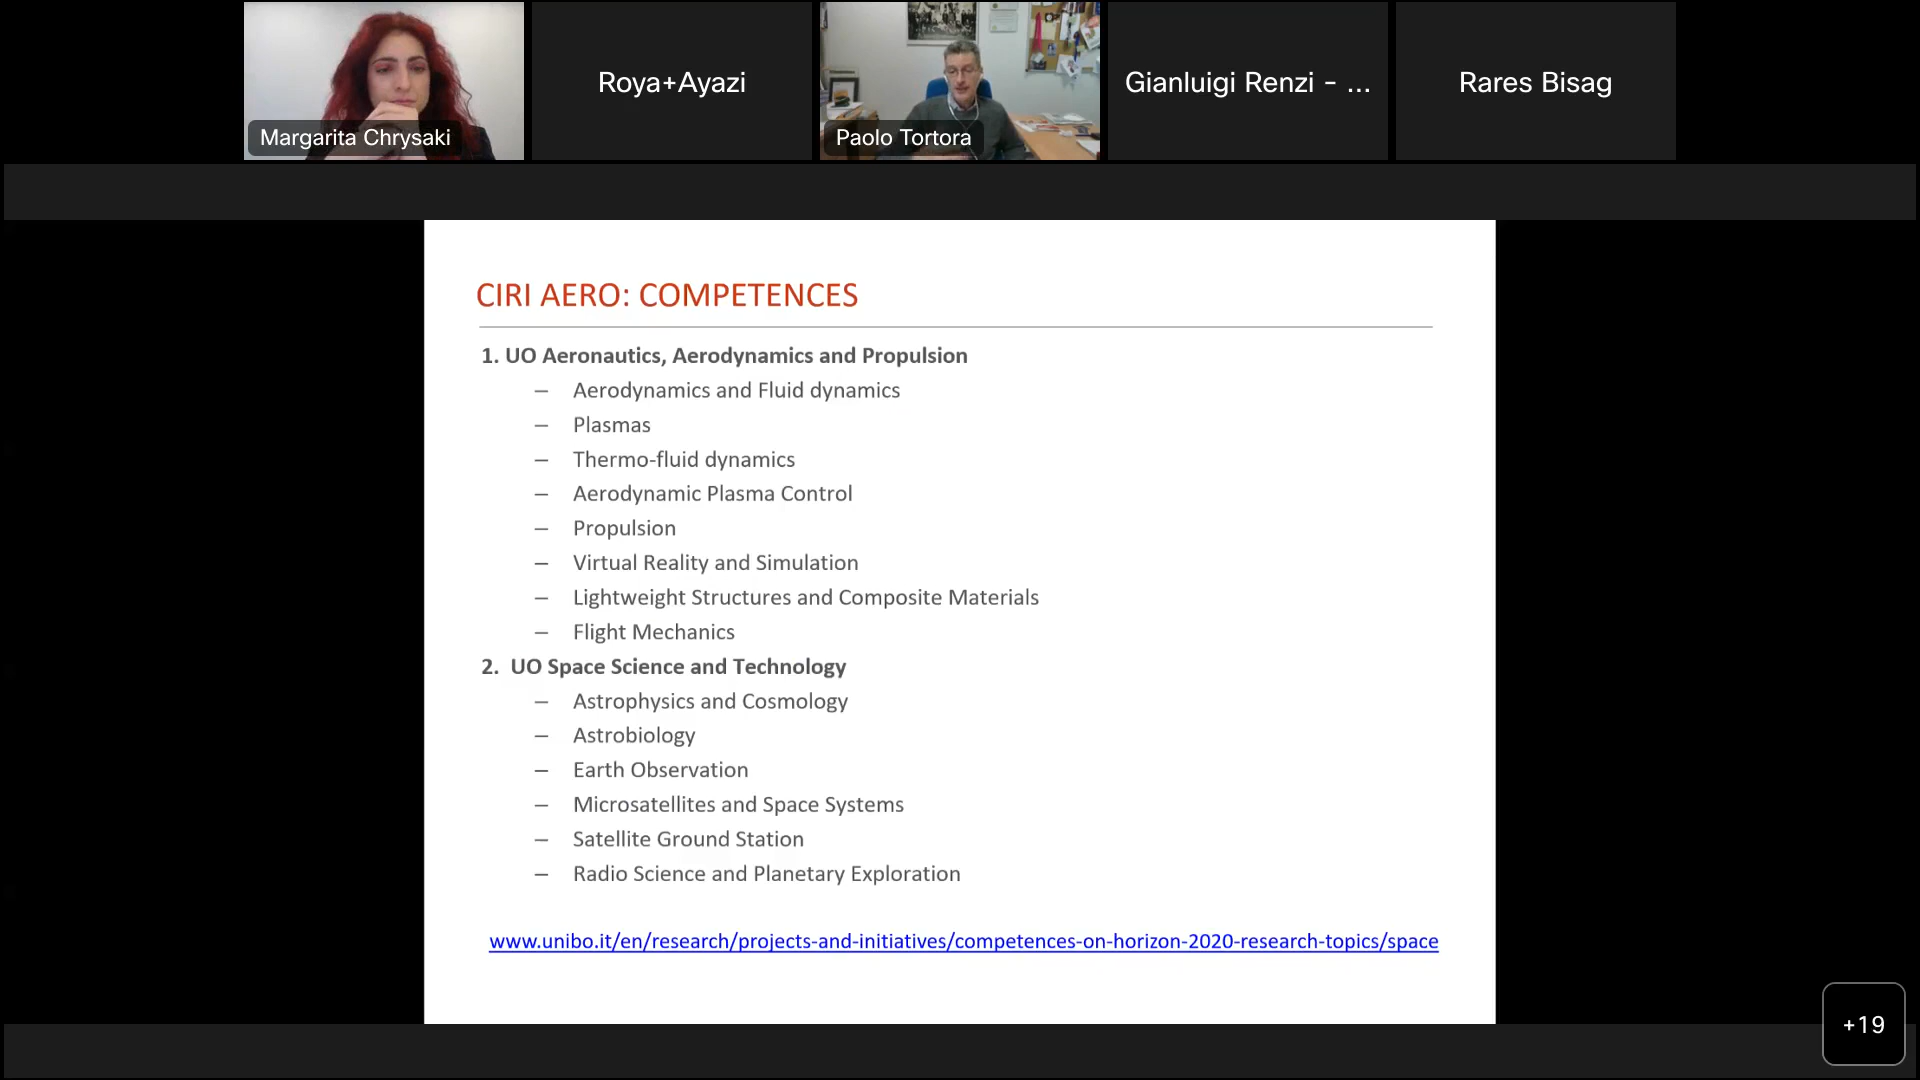 Margarita Chrysaki
Roya+Ayazi
Paolo Tortora
Gianluigi Renzi - ...
Rares Bisag
CIRI AERO: COMPETENCES
1. UO Aeronautics, Aerodynamics and Propulsion
– Aerodynamics and Fluid dynamics
– Plasmas
– Thermo-fluid dynamics
– Aerodynamic Plasma Control
– Propulsion
– Virtual Reality and Simulation
– Lightweight Structures and Composite Materials
– Flight Mechanics
2. UO Space Science and Technology
– Astrophysics and Cosmology
– Astrobiology
– Earth Observation
– Microsatellites and Space Systems
– Satellite Ground Station
– Radio Science and Planetary Exploration
www.unibo.it/en/research/projects-and-initiatives/competences-on-horizon-2020-research-topics/space
+19